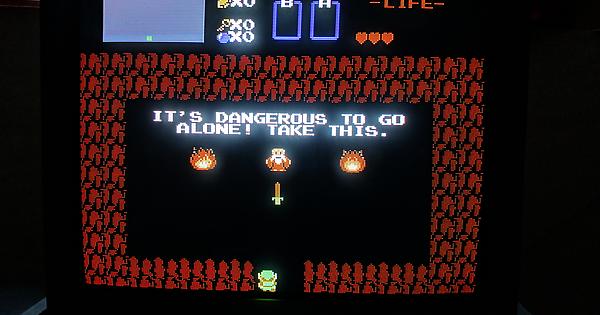 X0
X0
X0
B A
-LIFE-
IT'S DANGEROUS TO GO
ALONE! TAKE THIS.